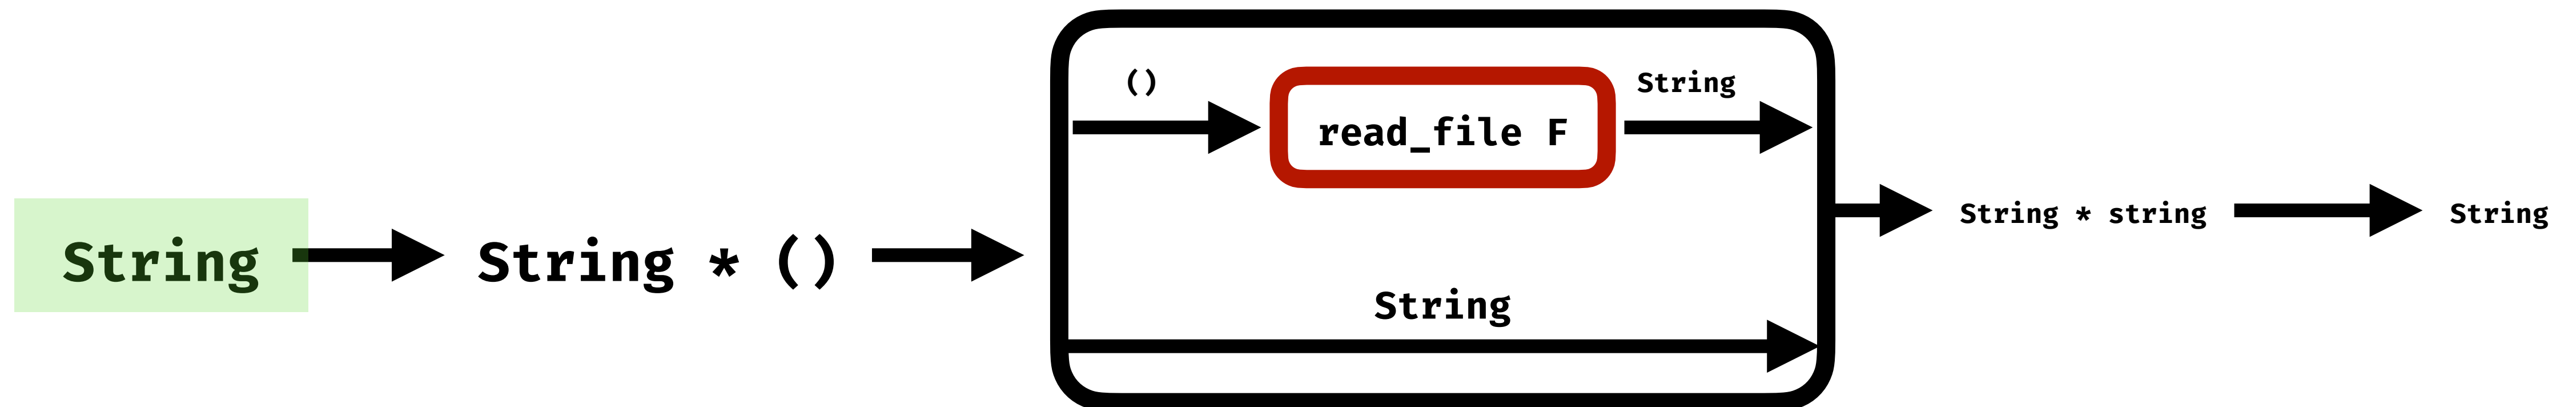 String
String * ()
()
read_file F
String
String
String * string
String